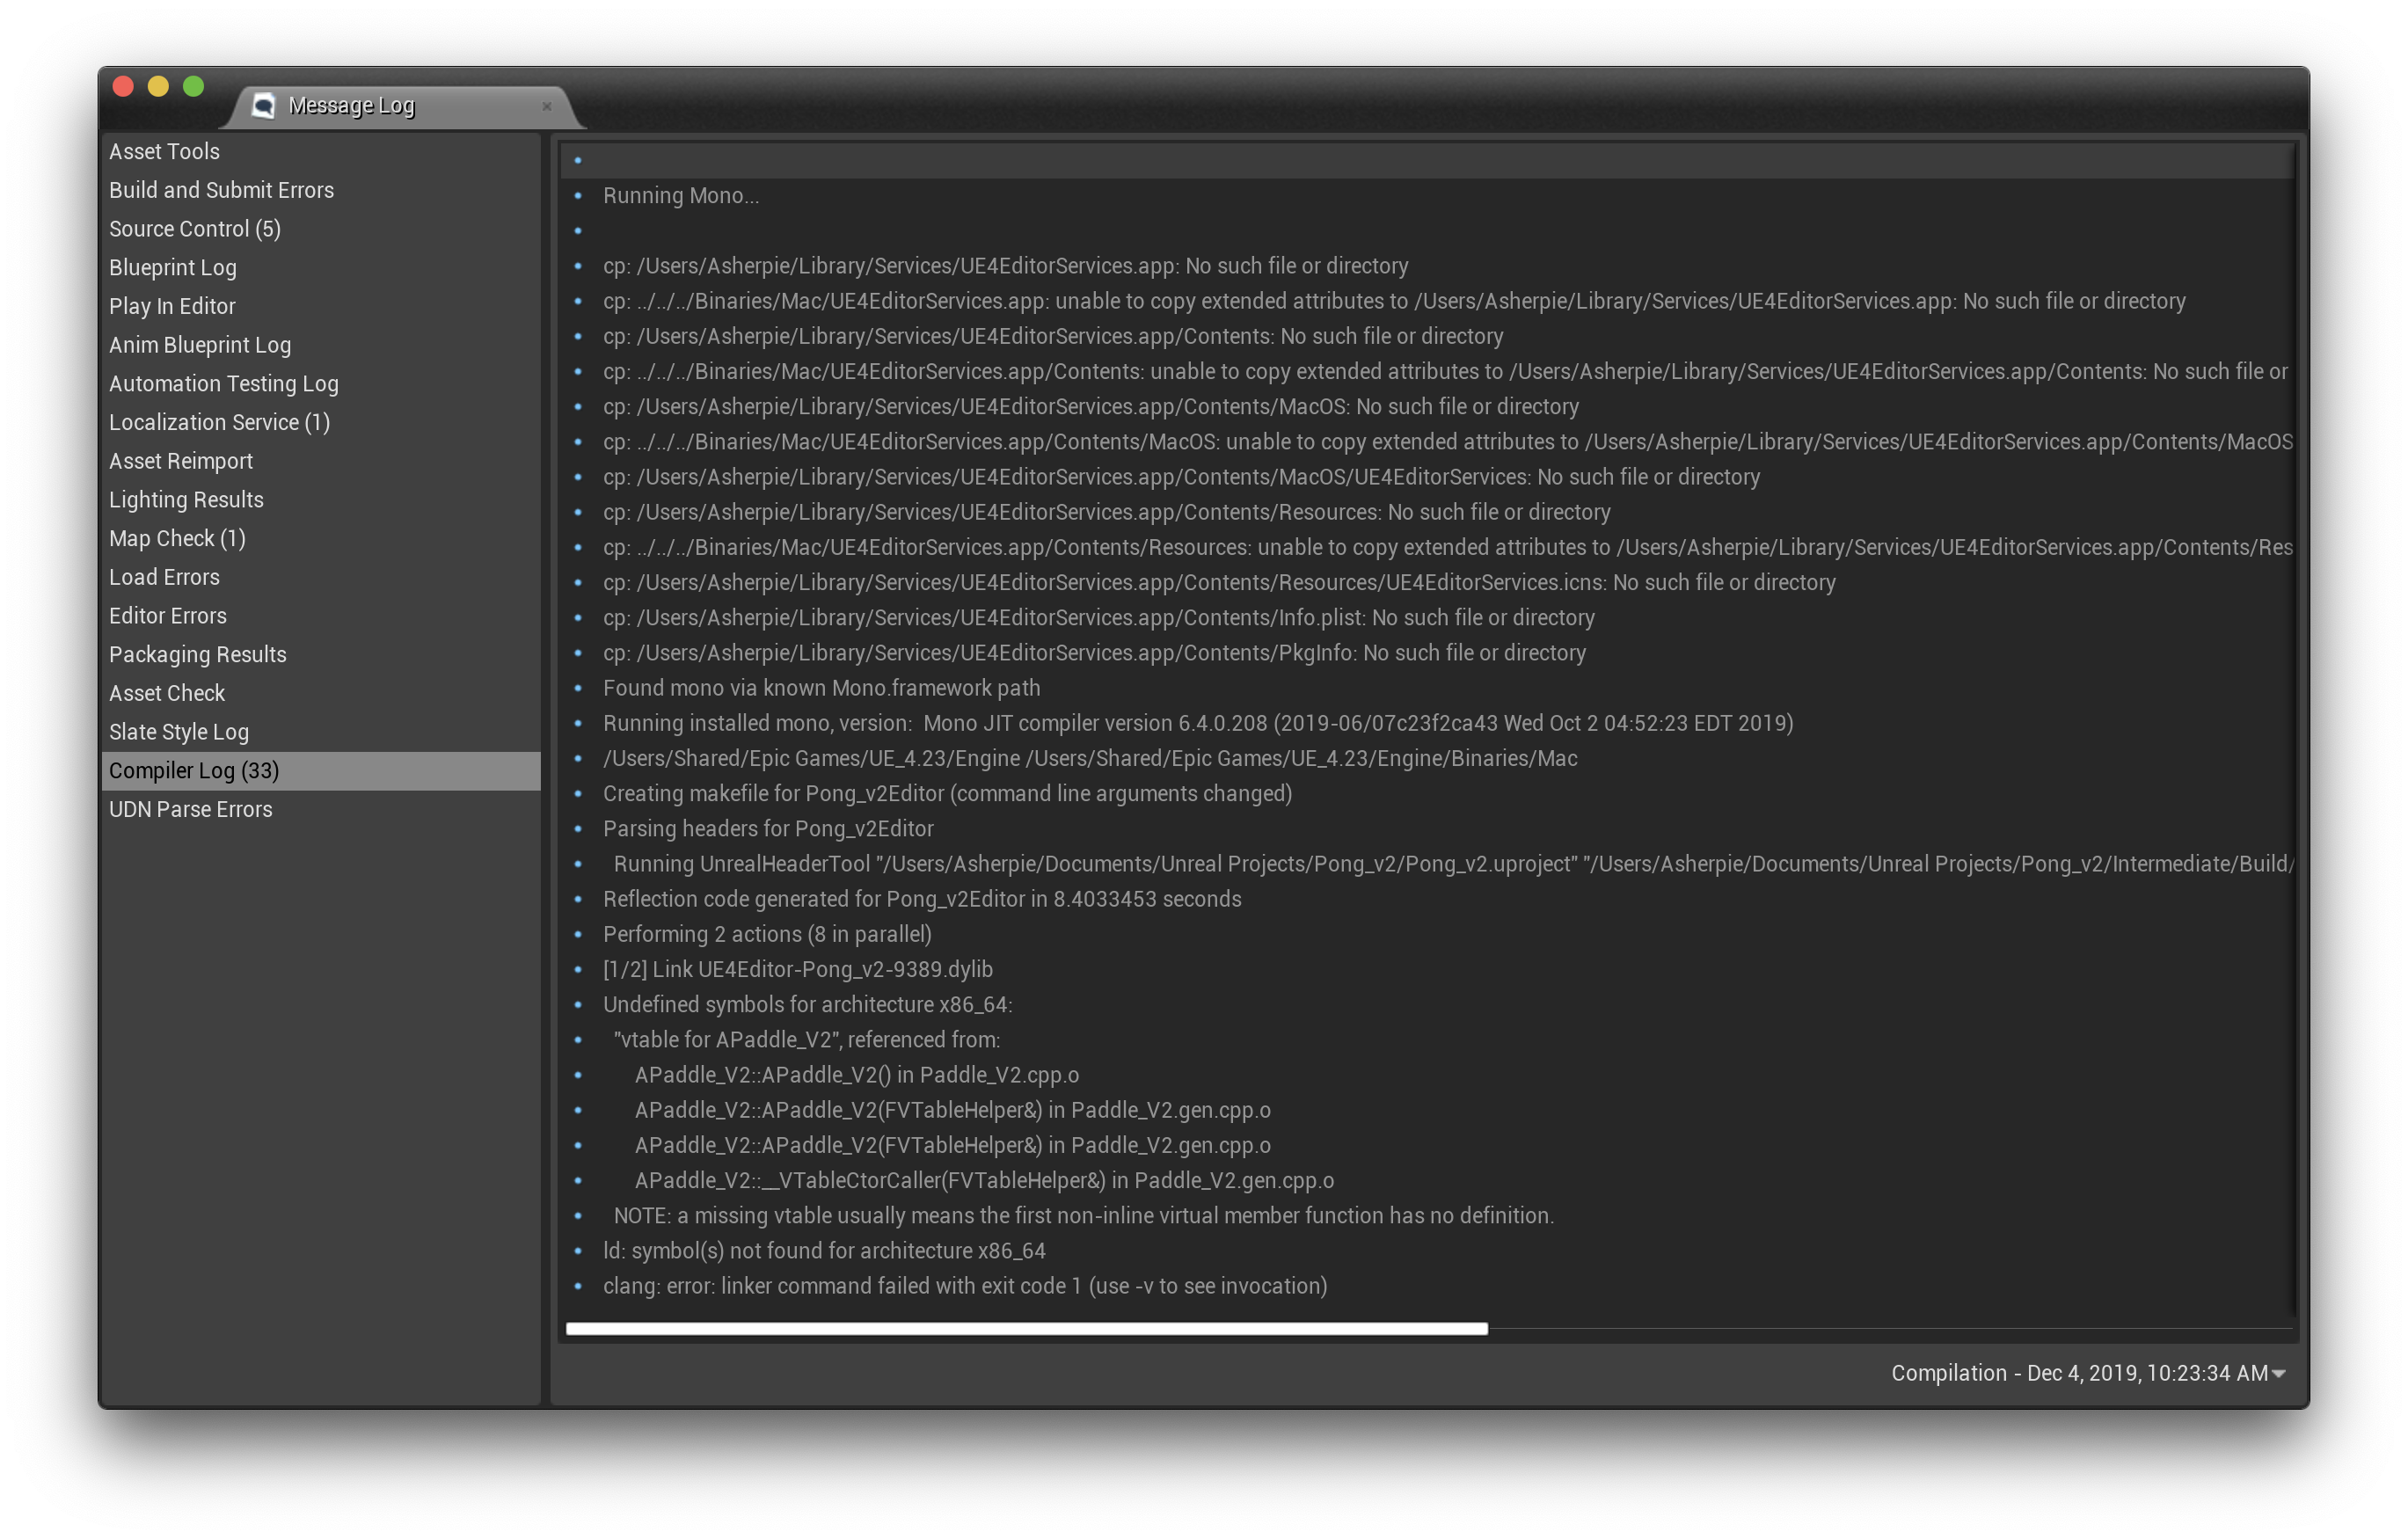 Message Log
Asset Tools
Build and Submit Errors
Source Control (5)
Blueprint Log
Play In Editor
Anim Blueprint Log
Automation Testing Log
Localization Service (1)
Asset Reimport
Lighting Results
Map Check (1)
Load Errors
Editor Errors
Packaging Results
Asset Check
Slate Style Log
Compiler Log (33)
UDN Parse Errors
Running Mono...
cp: /Users/Asherpie/Library/Services/UE4EditorServices.app: No such file or directory
cp: ../../../Binaries/Mac/UE4EditorServices.app: unable to copy extended attributes to /Users/Asherpie/Library/Services/UE4EditorServices.app: No such file or directory
cp: /Users/Asherpie/Library/Services/UE4EditorServices.app/Contents: No such file or directory
cp: ../../../Binaries/Mac/UE4EditorServices.app/Contents: unable to copy extended attributes to /Users/Asherpie/Library/Services/UE4EditorServices.app/Contents: No such file or
cp: /Users/Asherpie/Library/Services/UE4EditorServices.app/Contents/MacOS: No such file or directory
cp: ../../../Binaries/Mac/UE4EditorServices.app/Contents/MacOS: unable to copy extended attributes to /Users/Asherpie/Library/Services/UE4EditorServices.app/Contents/MacOS
cp: /Users/Asherpie/Library/Services/UE4EditorServices.app/Contents/MacOS/UE4EditorServices: No such file or directory
cp: /Users/Asherpie/Library/Services/UE4EditorServices.app/Contents/Resources: No such file or directory
cp: ../../../Binaries/Mac/UE4EditorServices.app/Contents/Resources: unable to copy extended attributes to /Users/Asherpie/Library/Services/UE4EditorServices.app/Contents/Res
cp: /Users/Asherpie/Library/Services/UE4EditorServices.app/Contents/Resources/UE4EditorServices.icns: No such file or directory
cp: /Users/Asherpie/Library/Services/UE4EditorServices.app/Contents/Info.plist: No such file or directory
cp: /Users/Asherpie/Library/Services/UE4EditorServices.app/Contents/PkgInfo: No such file or directory
Found mono via known Mono.framework path
Running installed mono, version:  Mono JIT compiler version 6.4.0.208 (2019-06/07c23f2ca43 Wed Oct 2 04:52:23 EDT 2019)
/Users/Shared/Epic Games/UE_4.23/Engine /Users/Shared/Epic Games/UE_4.23/Engine/Binaries/Mac
Creating makefile for Pong_v2Editor (command line arguments changed)
Parsing headers for Pong_v2Editor
Running UnrealHeaderTool "/Users/Asherpie/Documents/Unreal Projects/Pong_v2/Pong_v2.uproject" "/Users/Asherpie/Documents/Unreal Projects/Pong_v2/Intermediate/Build/
Reflection code generated for Pong_v2Editor in 8.4033453 seconds
Performing 2 actions (8 in parallel)
[1/2] Link UE4Editor-Pong_v2-9389.dylib
Undefined symbols for architecture x86_64:
"vtable for APaddle_V2", referenced from:
APaddle_V2::APaddle_V2() in Paddle_V2.cpp.o
APaddle_V2::APaddle_V2(FVTableHelper&) in Paddle_V2.gen.cpp.o
APaddle_V2::APaddle_V2(FVTableHelper&) in Paddle_V2.gen.cpp.o
APaddle_V2::__VTableCtorCaller(FVTableHelper&) in Paddle_V2.gen.cpp.o
NOTE: a missing vtable usually means the first non-inline virtual member function has no definition.
ld: symbol(s) not found for architecture x86_64
clang: error: linker command failed with exit code 1 (use -v to see invocation)
Compilation - Dec 4, 2019, 10:23:34 AM